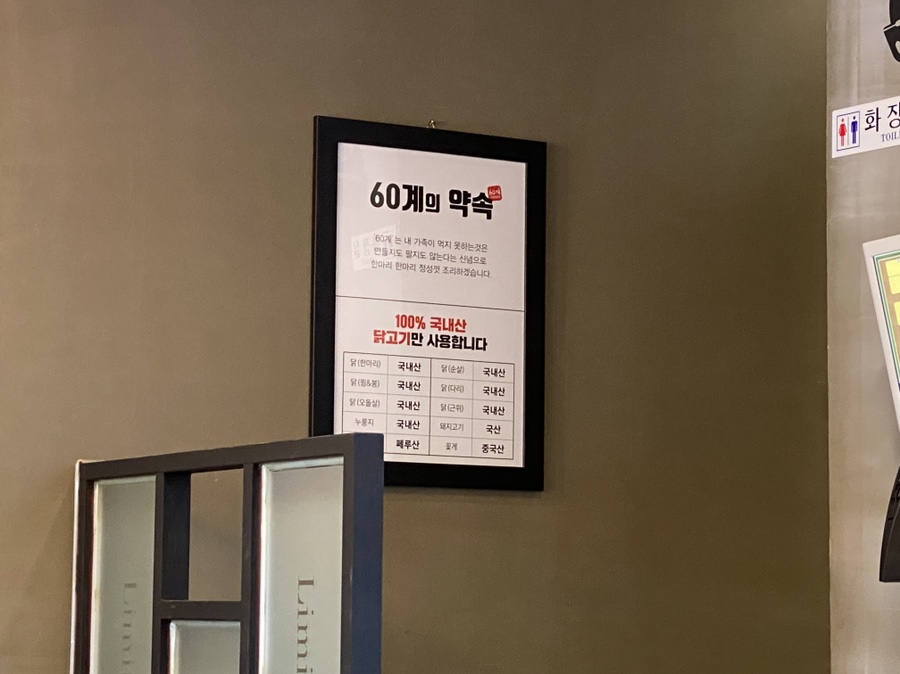 60계의 약속
'60계'는 내 가족이 먹지 못하는것은
만들지도 팔지도 않는다는 신념으로
한마리 한마리 정성껏 조리하겠습니다.
100% 국내산
닭고기만 사용합니다
닭(한마리) 국내산 닭(순살) 국내산
닭(윙&봉) 국내산 닭(다리) 국내산
닭(오돌살) 국내산 닭(근위) 국내산
누룽지 국내산 돼지고기 국산
페루산 꽃게 중국산
화장
TOIL
Limi
Limi